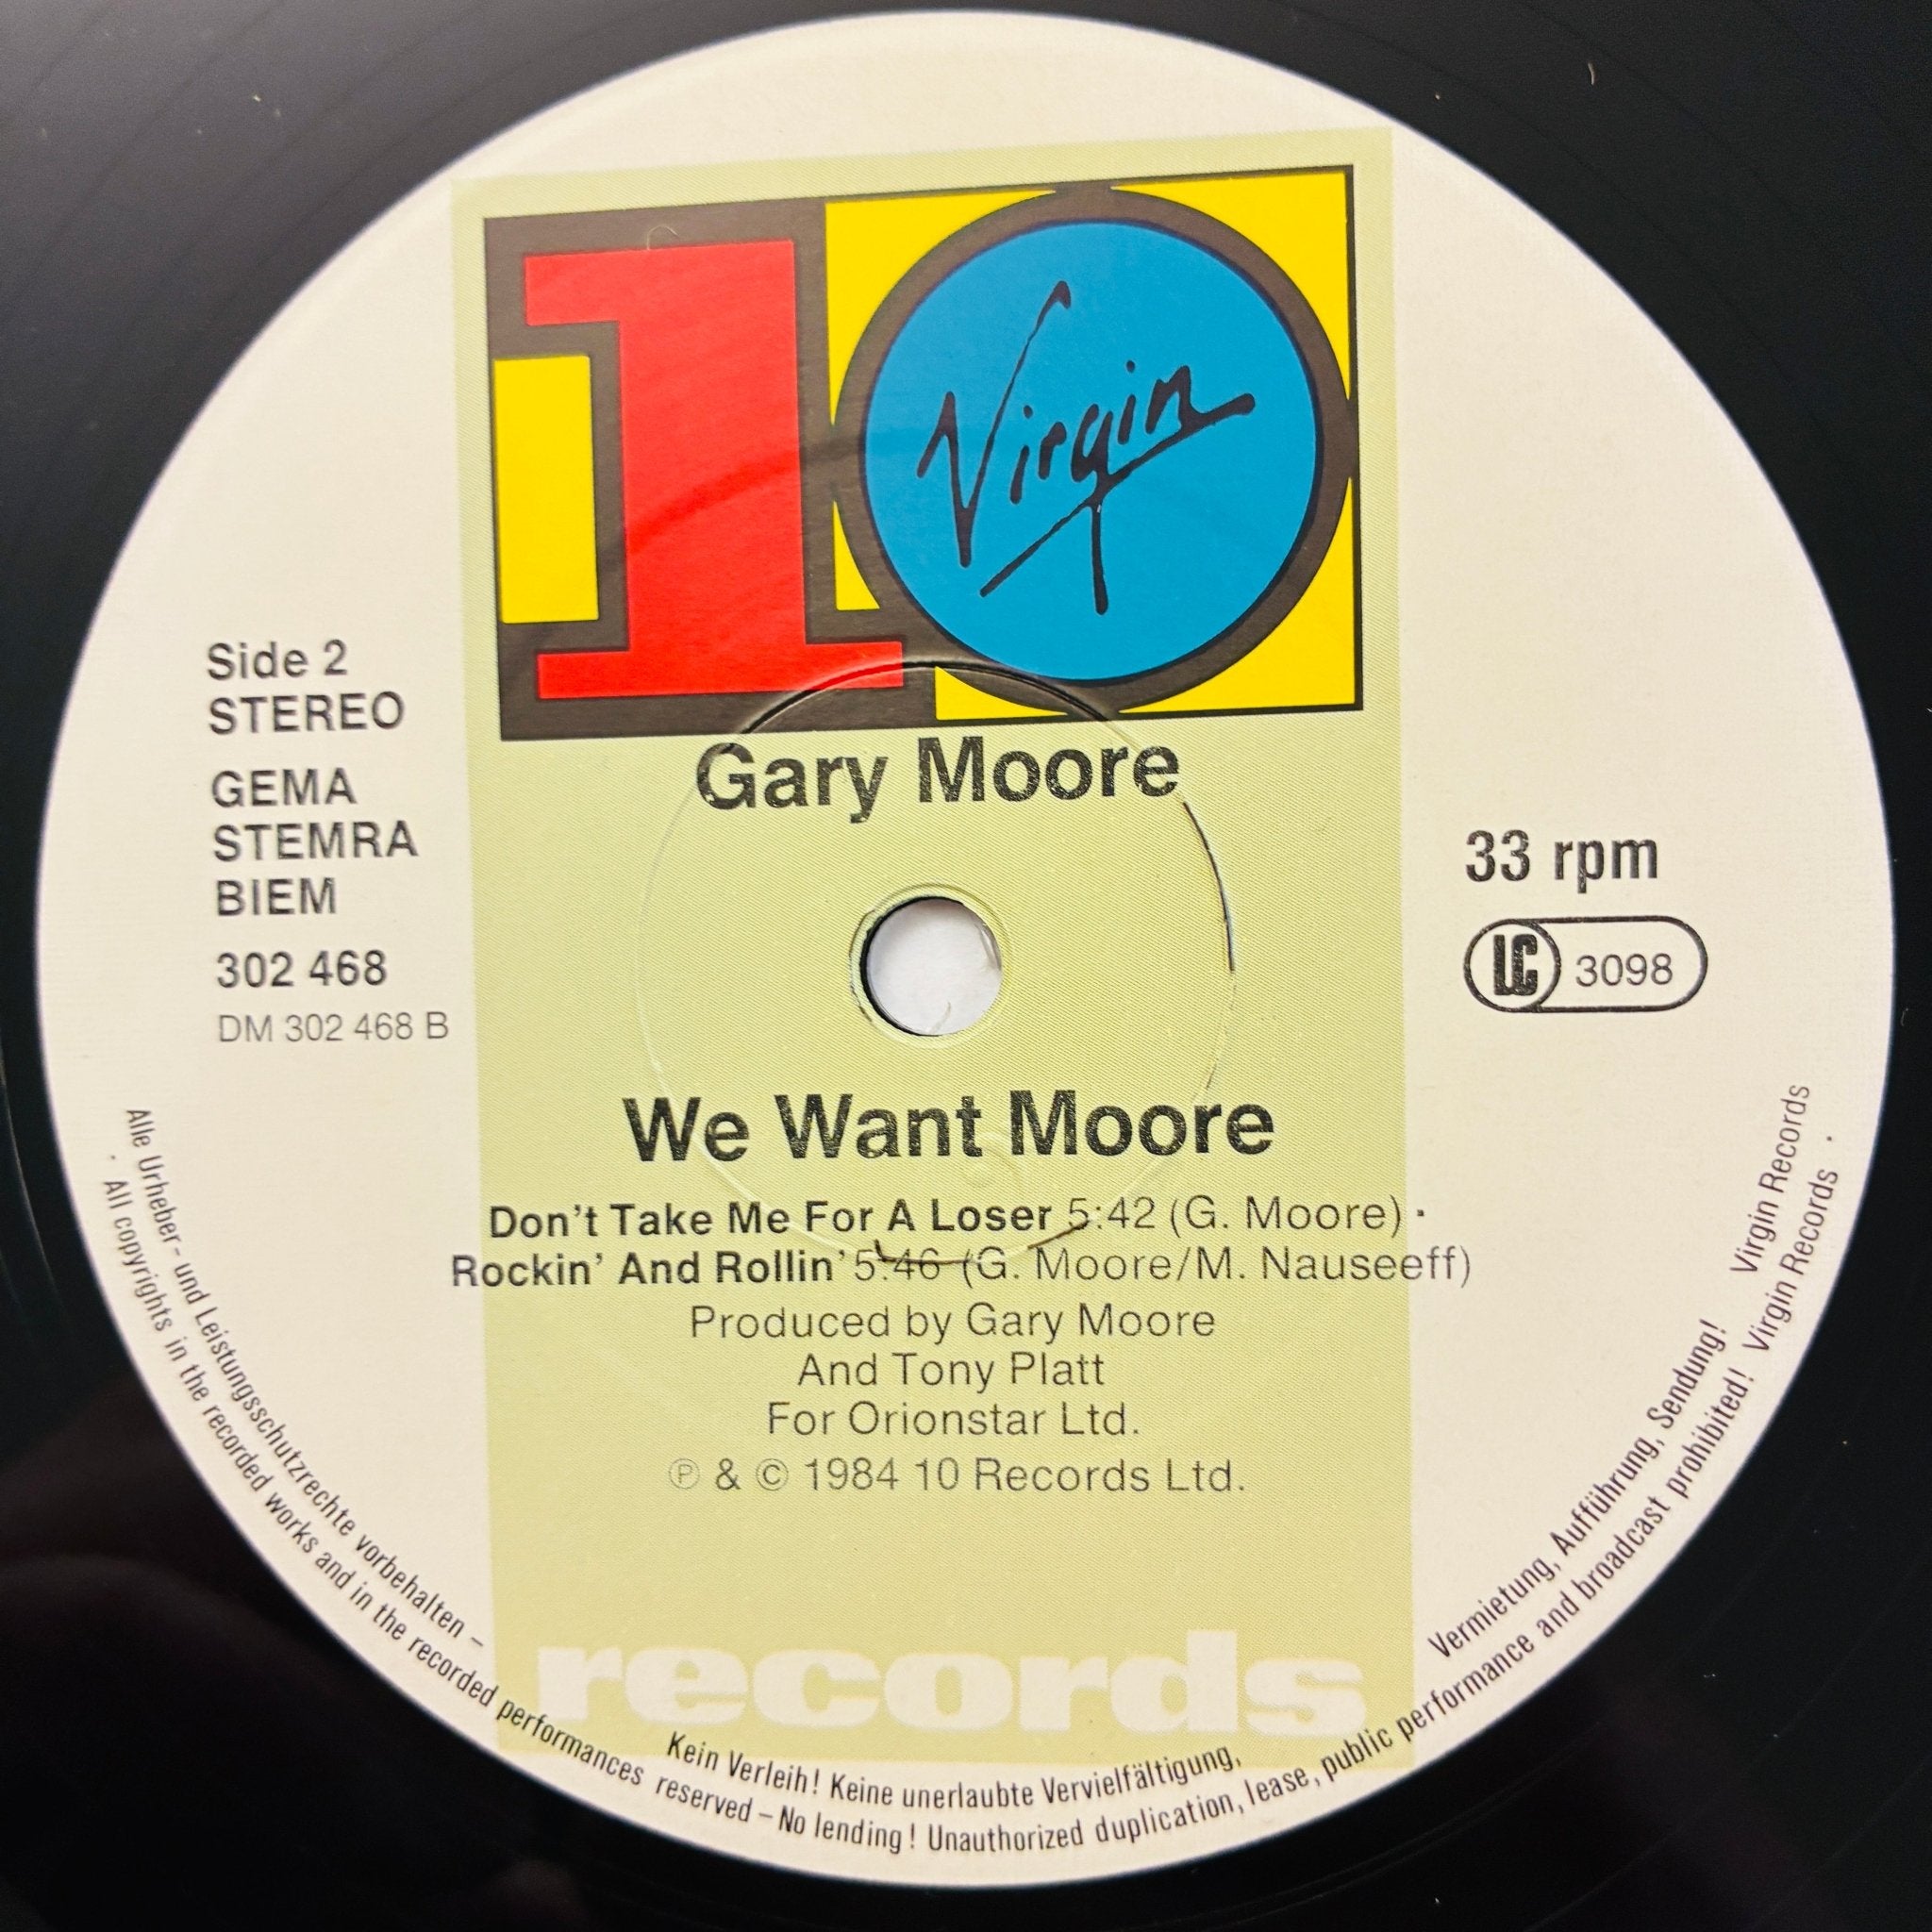 10
Virgin
Side 2
STEREO
GEMA
STEMRA
BIEM
302 468
DM 302 468 B
Gary Moore
33 rpm
LC 3098
We Want Moore
Don't Take Me For A Loser 5:42 (G. Moore) ·
Rockin' And Rollin' 5:46 (G. Moore/M. Nauseeff)
Produced by Gary Moore
And Tony Platt
For Orionstar Ltd.
℗ & © 1984 10 Records Ltd.
records
Alle Urheber- und Leistungsschutzrechte vorbehalten – Kein Verleih! Keine unerlaubte Vervielfältigung, Vermietung, Aufführung, Sendung! Virgin Records
· All copyrights in the recorded works and in the recorded performances reserved – No lending! Unauthorized duplication, lease, public performance and broadcast prohibited! Virgin Records ·